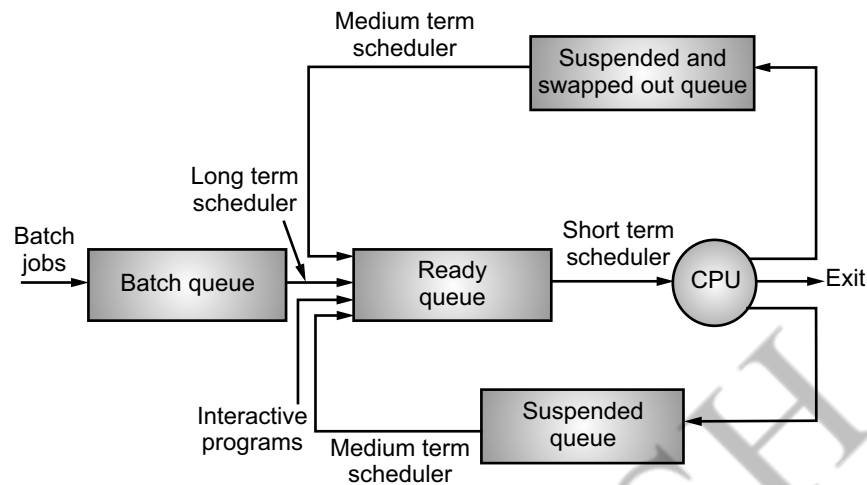 Medium term
scheduler
Suspended and
swapped out queue
Long term
scheduler
Batch
jobs
Batch queue
Ready
queue
Short term
scheduler
CPU
Exit
Interactive
programs
Medium term
scheduler
Suspended
queue